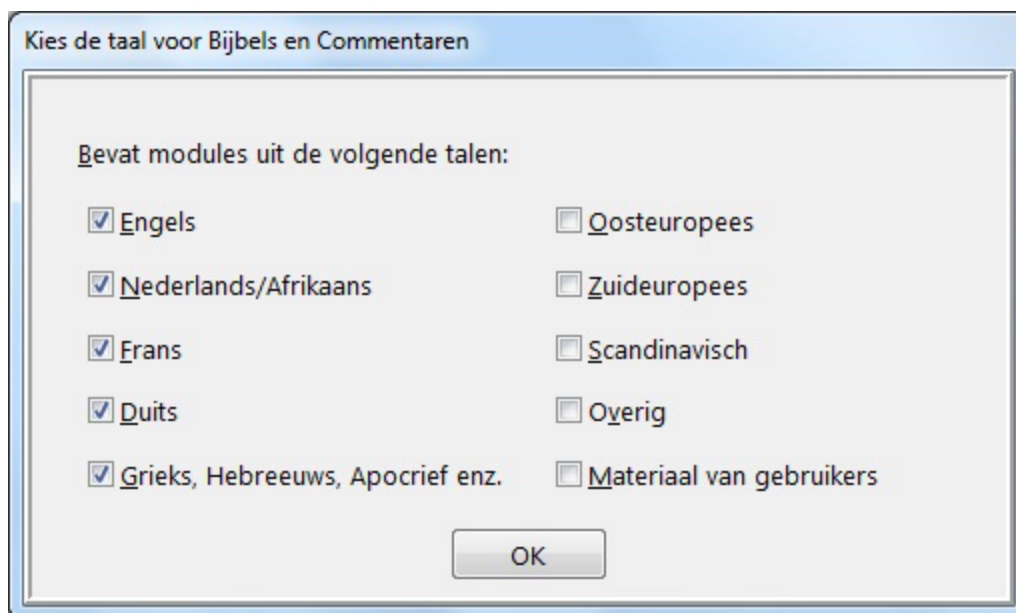 Kies de taal voor Bijbels en Commentaren
Bevat modules uit de volgende talen:
Engels
Oosteuropees
Nederlands/Afrikaans
Zuideuropees
Frans
Scandinavisch
Duits
Overig
Grieks, Hebreeuws, Apocrief enz.
Materiaal van gebruikers
OK